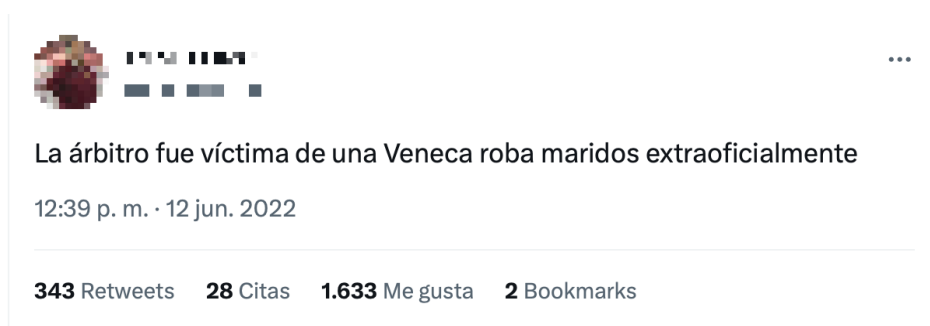 La árbitro fue víctima de una Veneca roba maridos extraoficialmente
12:39 p. m. · 12 jun. 2022
343 Retweets 28 Citas 1.633 Me gusta 2 Bookmarks